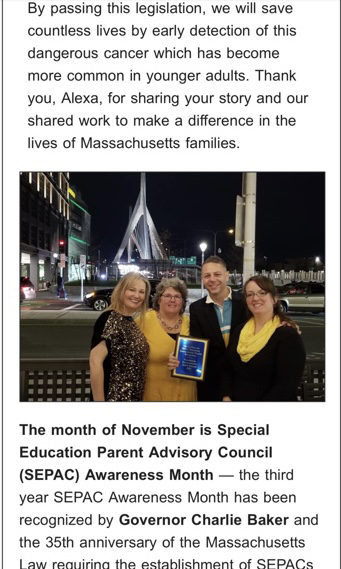 By passing this legislation, we will save
countless lives by early detection of this
dangerous cancer which has become
more common in younger adults. Thank
you, Alexa, for sharing your story and our
shared work to make a difference in the
lives of Massachusetts families.
The month of November is Special
Education Parent Advisory Council
(SEPAC) Awareness Month — the third
year SEPAC Awareness Month has been
recognized by Governor Charlie Baker and
the 35th anniversary of the Massachusetts
Law requiring the establishment of SEPACs